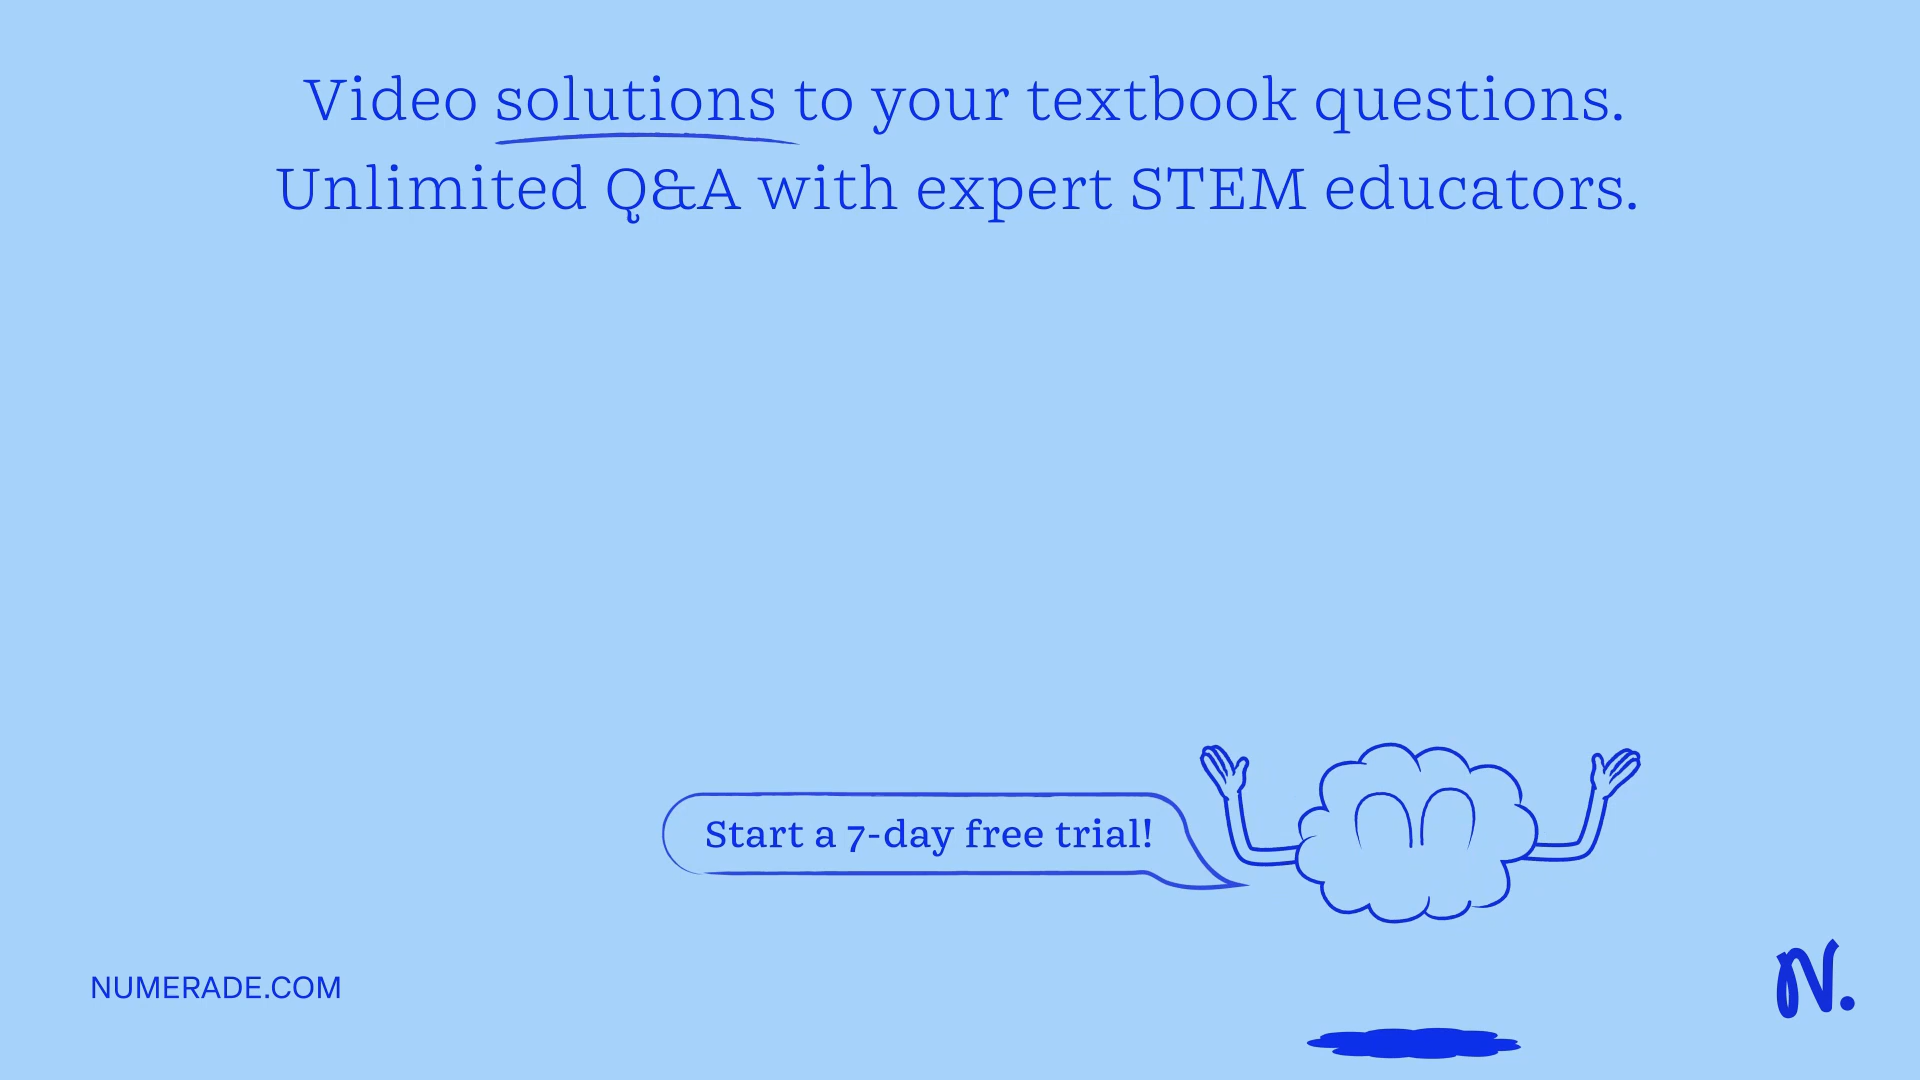 Video solutions to your textbook questions.
Unlimited Q&A with expert STEM educators.
Start a 7-day free trial!
NUMERADE.COM
N.